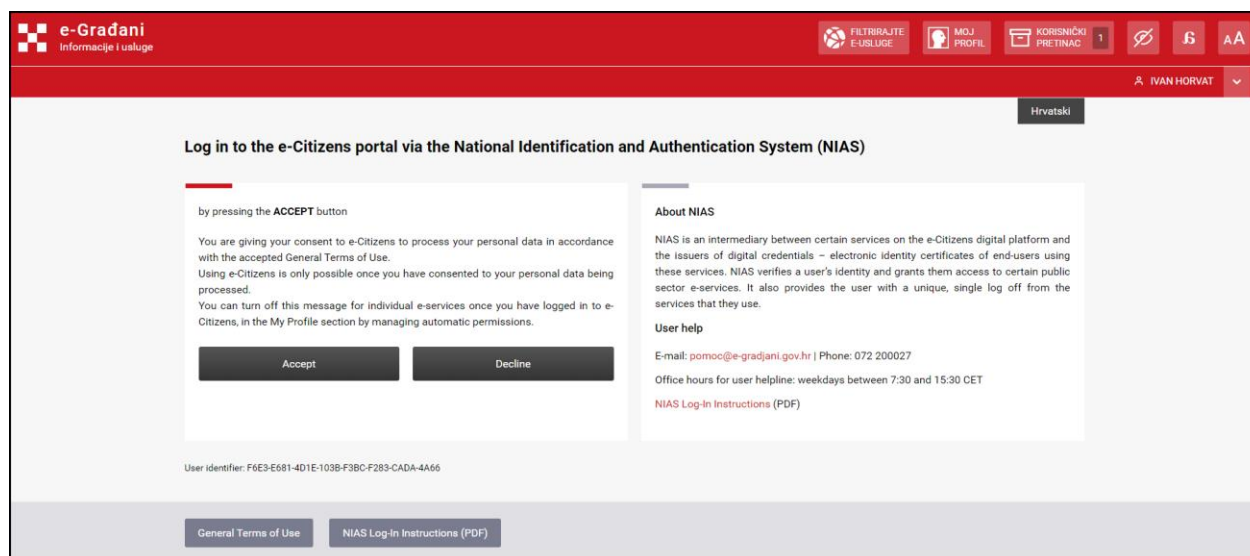 e-Građani
Informacije i usluge
FILTRIRAJTE
E-USLUGE
MOJ
PROFIL
KORISNIČKI
PRETINAC
1
AA
IVAN HORVAT
Hrvatski
Log in to the e-Citizens portal via the National Identification and Authentication System (NIAS)
by pressing the ACCEPT button
You are giving your consent to e-Citizens to process your personal data in accordance
with the accepted General Terms of Use.
Using e-Citizens is only possible once you have consented to your personal data being
processed.
You can turn off this message for individual e-services once you have logged in to e-
Citizens, in the My Profile section by managing automatic permissions.
Accept
Decline
About NIAS
NIAS is an intermediary between certain services on the e-Citizens digital platform and
the issuers of digital credentials – electronic identity certificates of end-users using
these services. NIAS verifies a user's identity and grants them access to certain public
sector e-services. It also provides the user with a unique, single log off from the
services that they use.
User help
E-mail: pomoc@e-gradjani.gov.hr | Phone: 072 200027
Office hours for user helpline: weekdays between 7:30 and 15:30 CET
NIAS Log-In Instructions (PDF)
User identifier: F6E3-E681-4D1E-103B-F3BC-F283-CADA-4A66
General Terms of Use
NIAS Log-In Instructions (PDF)